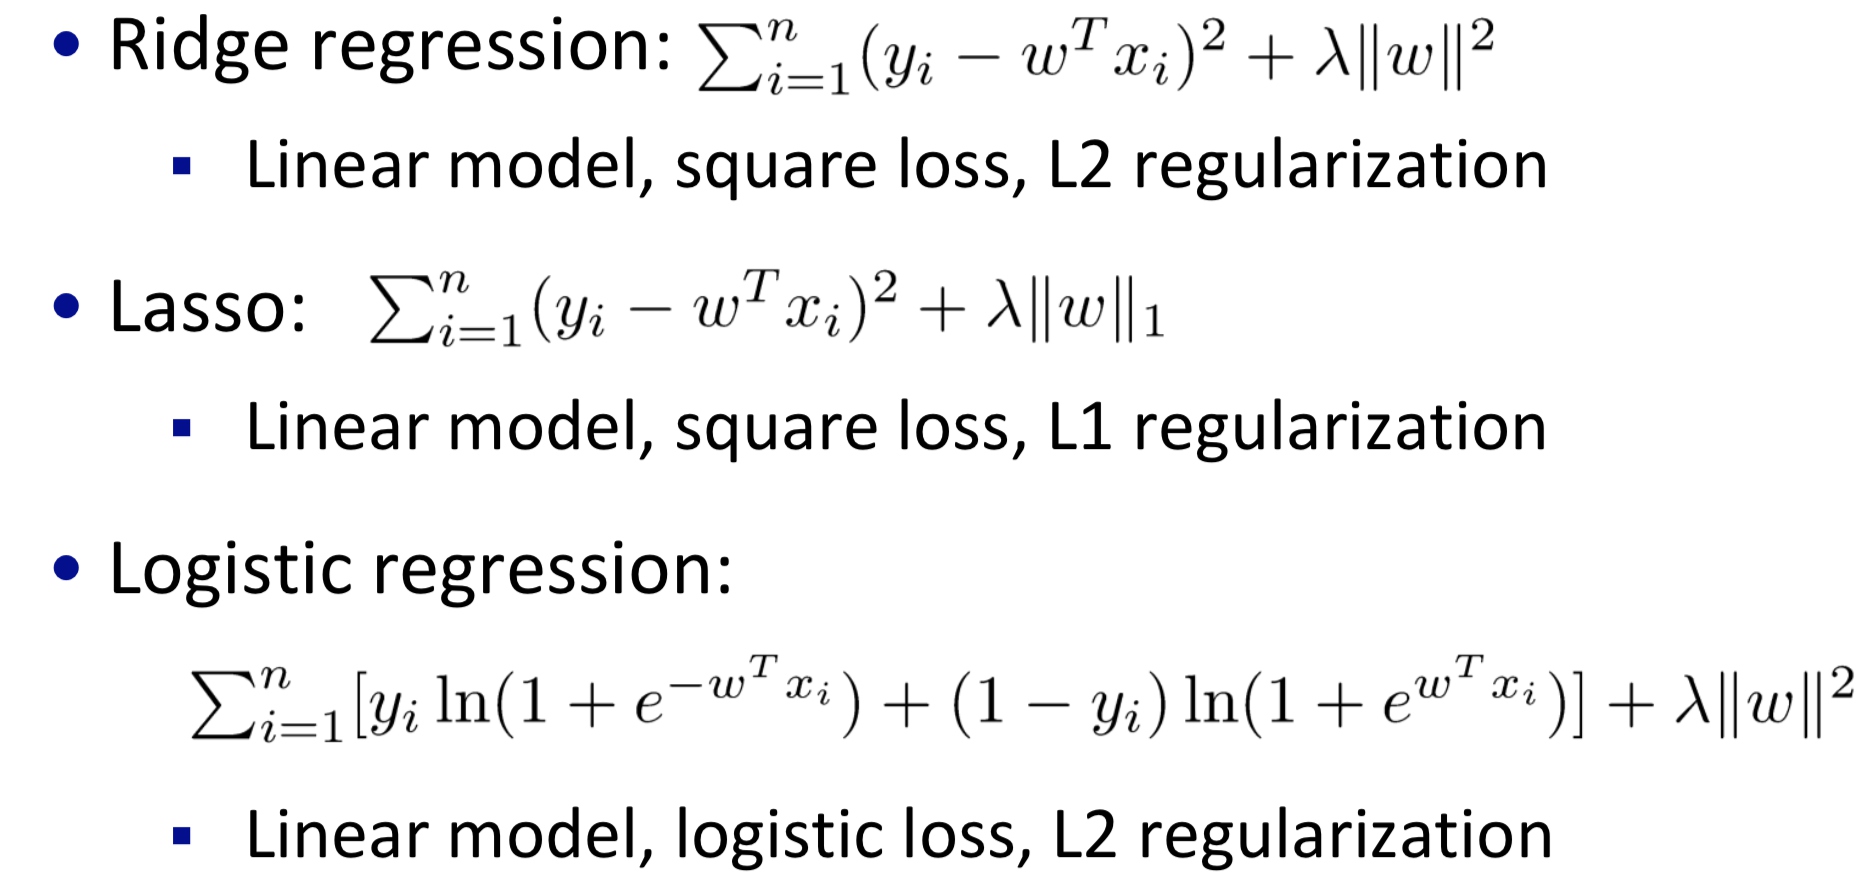 • Ridge regression: $\sum_{i=1}^{n}(y_i - w^T x_i)^2 + \lambda\|w\|^2$
▪ Linear model, square loss, L2 regularization
• Lasso: $\sum_{i=1}^{n}(y_i - w^T x_i)^2 + \lambda\|w\|_1$
▪ Linear model, square loss, L1 regularization
• Logistic regression:
$\sum_{i=1}^{n}[y_i \ln(1 + e^{-w^T x_i}) + (1 - y_i)\ln(1 + e^{w^T x_i})] + \lambda\|w\|^2$
▪ Linear model, logistic loss, L2 regularization